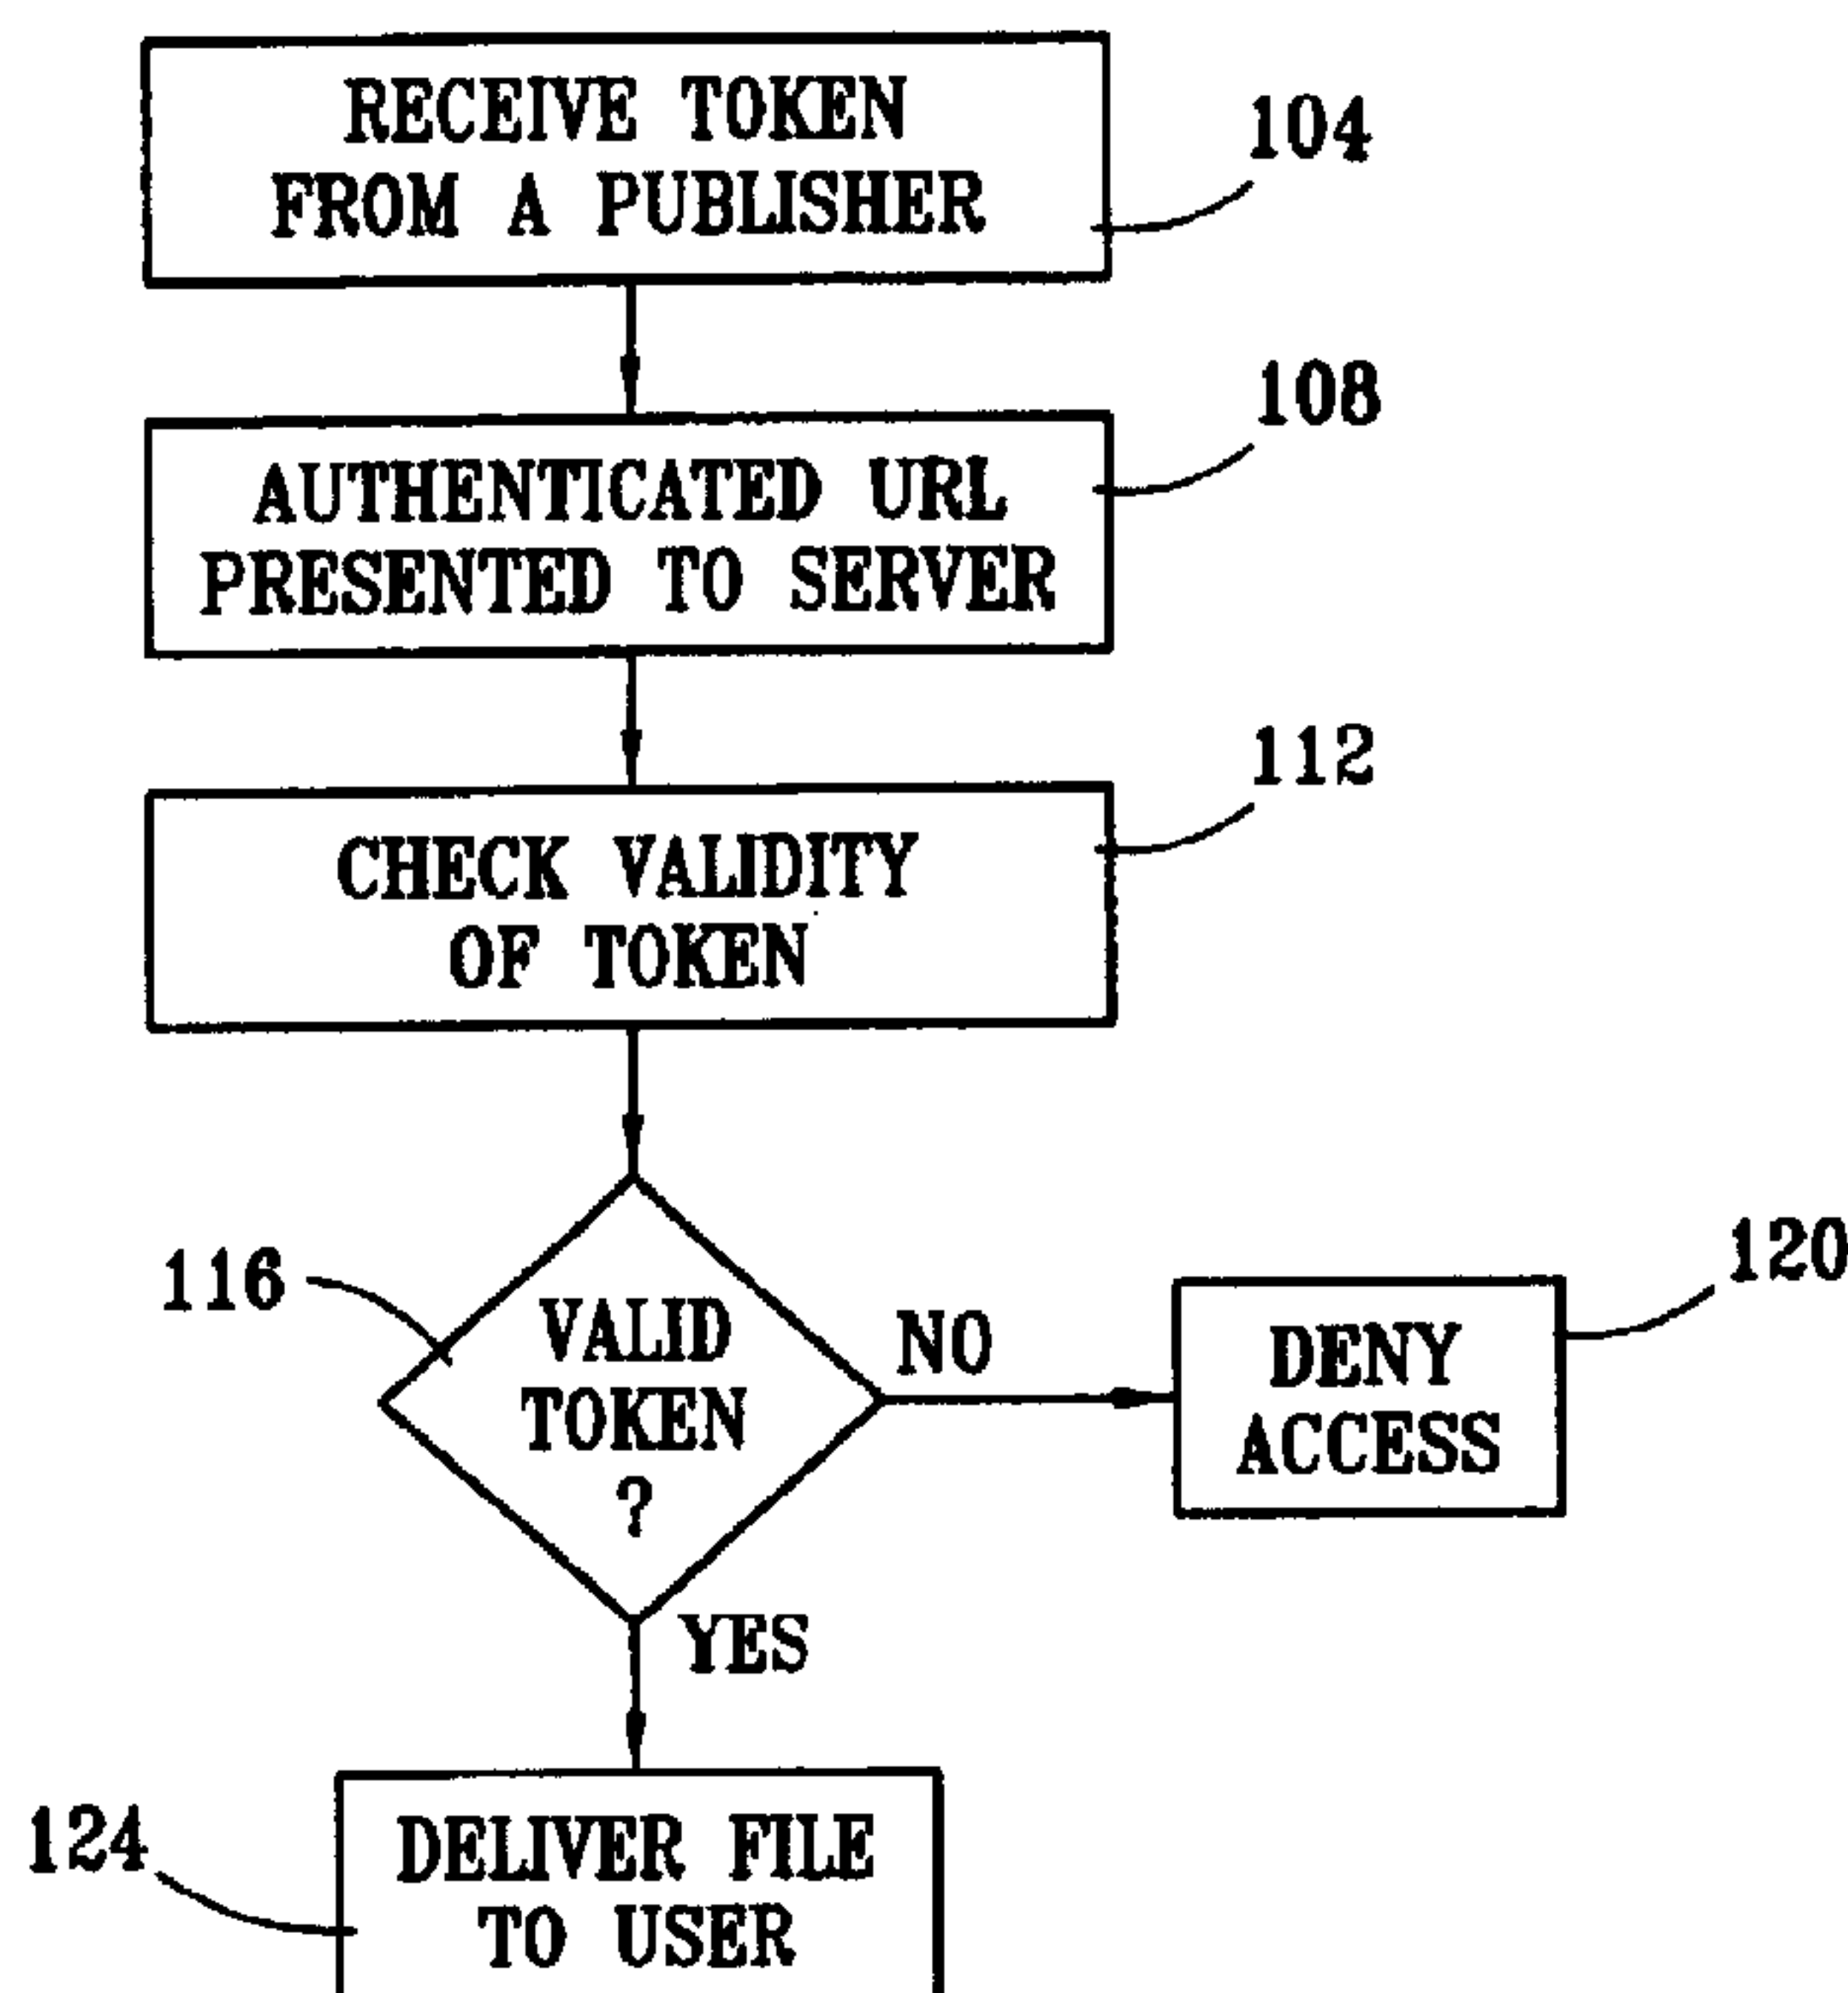 RECEIVE TOKEN
FROM A PUBLISHER
104
AUTHENTICATED URL
PRESENTED TO SERVER
108
CHECK VALIDITY
OF TOKEN
112
116
VALID
TOKEN
?
NO
DENY
ACCESS
120
YES
124
DELIVER FILE
TO USER